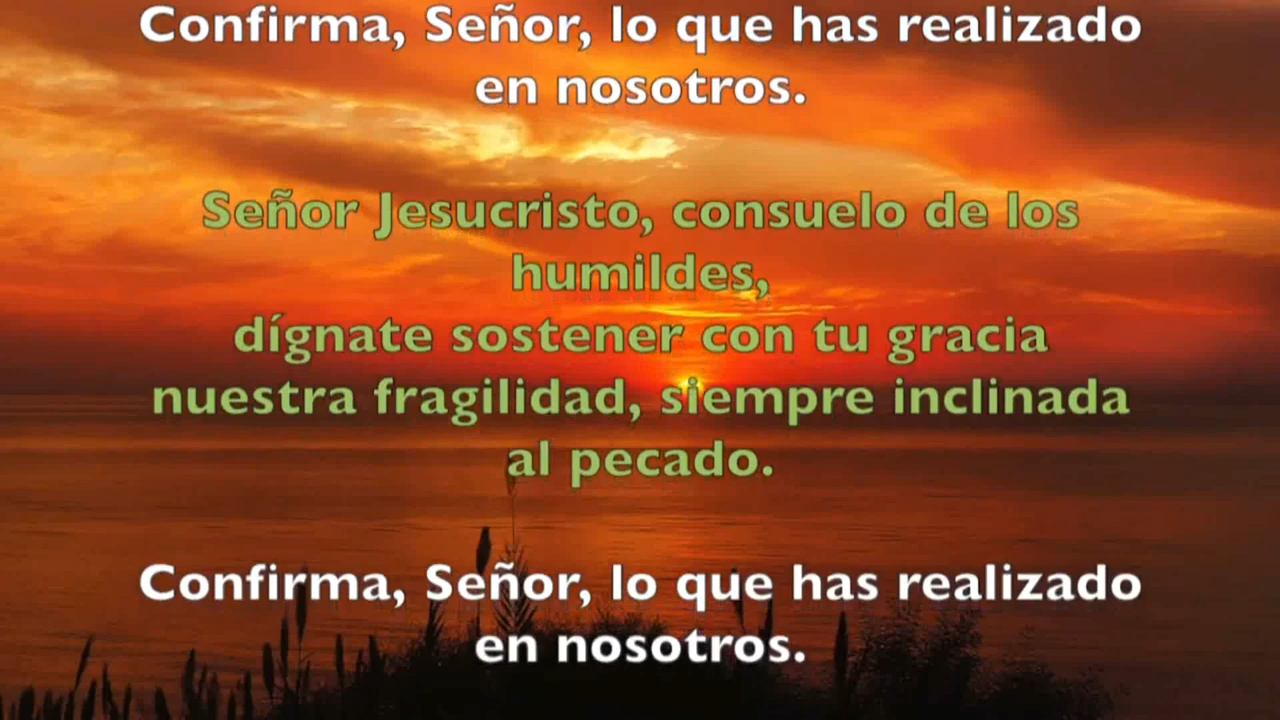 Confirma, Señor, lo que has realizado
en nosotros.
Señor Jesucristo, consuelo de los
humildes,
dígnate sostener con tu gracia
nuestra fragilidad, siempre inclinada
al pecado.
Confirma, Señor, lo que has realizado
en nosotros.